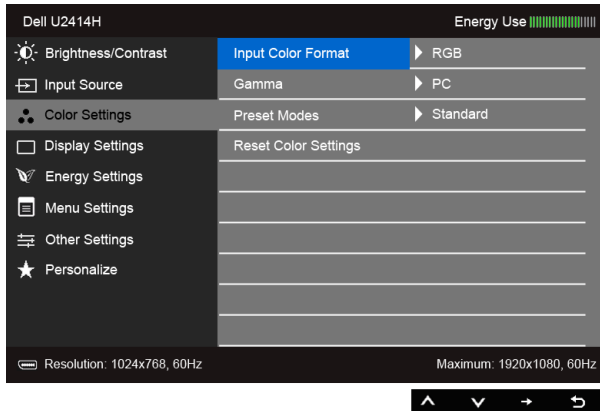 Dell U2414H Energy Use
Brightness/Contrast Input Color Format RGB
Input Source Gamma PC
Color Settings Preset Modes Standard
Display Settings Reset Color Settings
Energy Settings
Menu Settings
Other Settings
Personalize
Resolution: 1024x768, 60Hz Maximum: 1920x1080, 60Hz